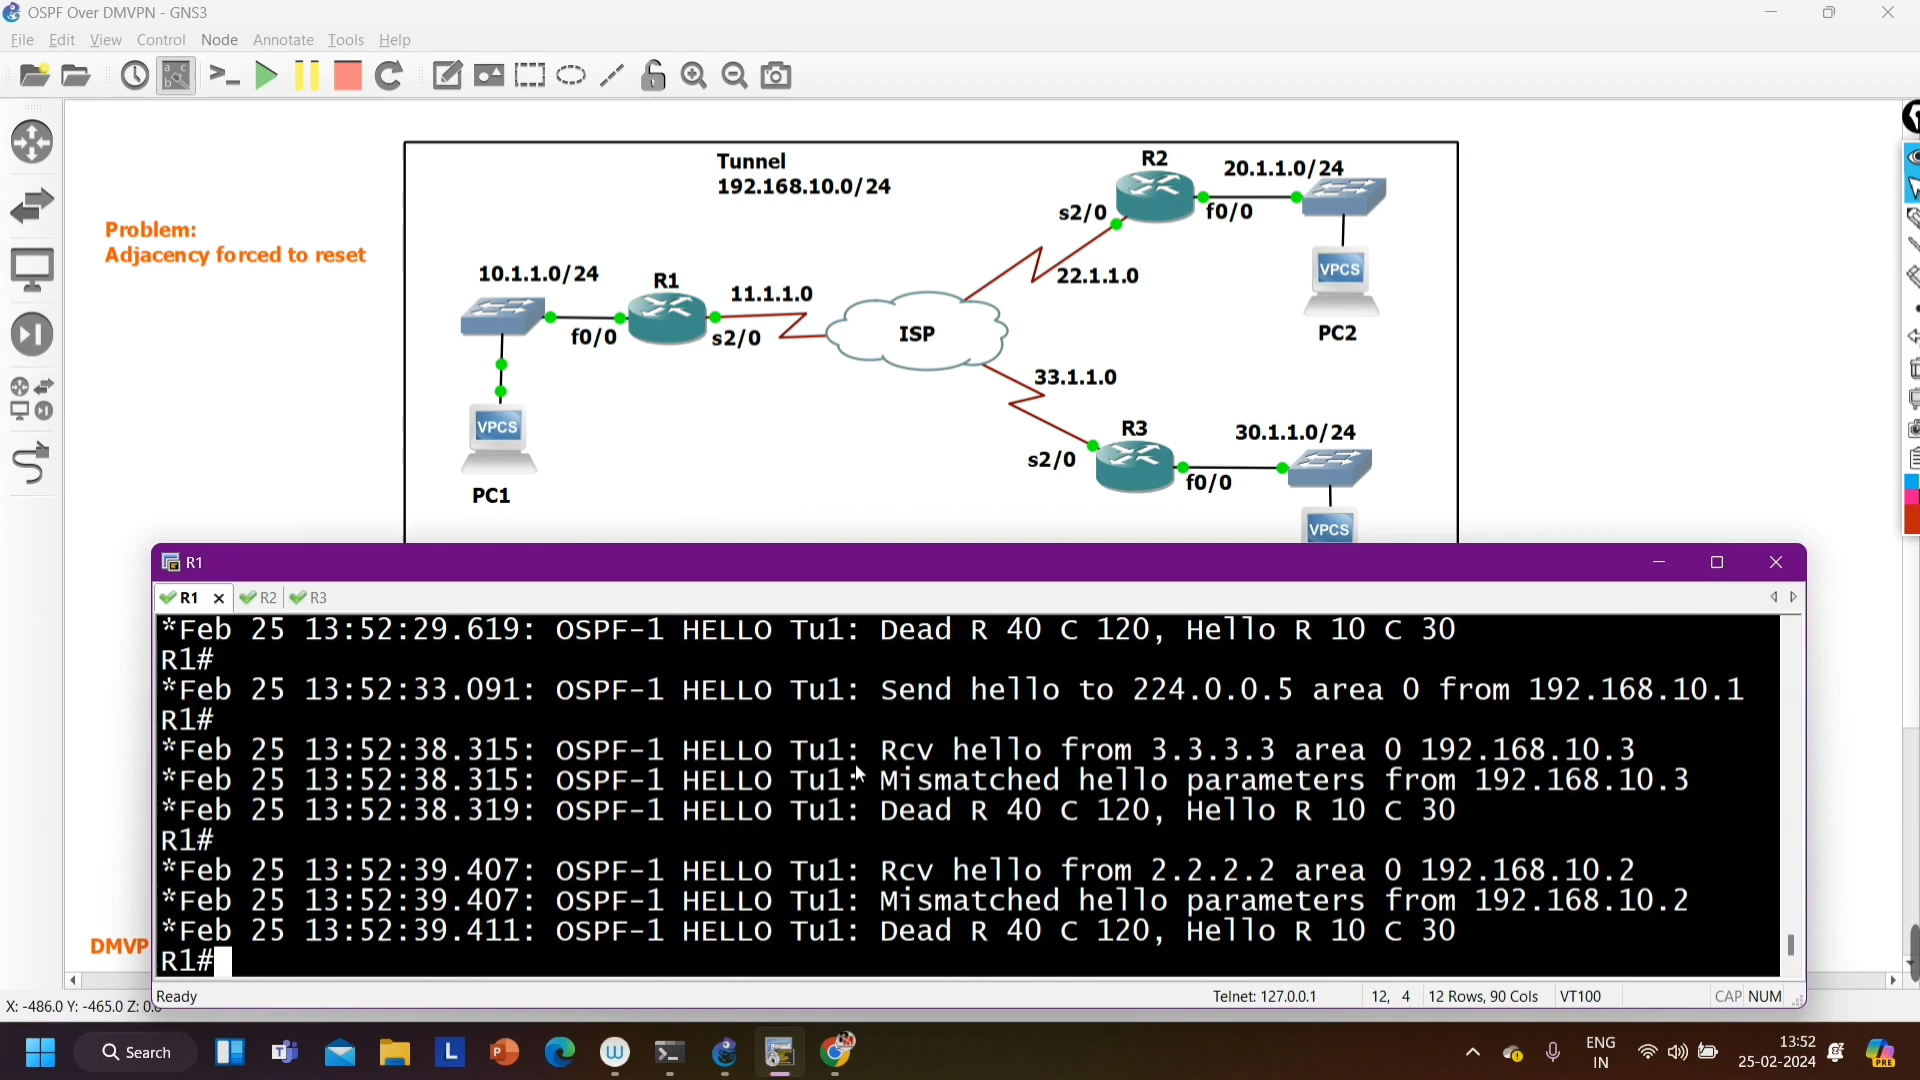 OSPF Over DMVPN - GNS3
File Edit View Control Node Annotate Tools Help
Tunnel
192.168.10.0/24
Problem:
Adjacency forced to reset
R2
20.1.1.0/24
s2/0
f0/0
22.1.1.0
VPCS
PC2
10.1.1.0/24
R1
11.1.1.0
f0/0
s2/0
ISP
VPCS
PC1
33.1.1.0
R3
30.1.1.0/24
s2/0
f0/0
VPCS
R1
R1 R2 R3
*Feb 25 13:52:29.619: OSPF-1 HELLO Tu1: Dead R 40 C 120, Hello R 10 C 30
R1#
*Feb 25 13:52:33.091: OSPF-1 HELLO Tu1: Send hello to 224.0.0.5 area 0 from 192.168.10.1
R1#
*Feb 25 13:52:38.315: OSPF-1 HELLO Tu1: Rcv hello from 3.3.3.3 area 0 192.168.10.3
*Feb 25 13:52:38.315: OSPF-1 HELLO Tu1: Mismatched hello parameters from 192.168.10.3
*Feb 25 13:52:38.319: OSPF-1 HELLO Tu1: Dead R 40 C 120, Hello R 10 C 30
R1#
*Feb 25 13:52:39.407: OSPF-1 HELLO Tu1: Rcv hello from 2.2.2.2 area 0 192.168.10.2
*Feb 25 13:52:39.407: OSPF-1 HELLO Tu1: Mismatched hello parameters from 192.168.10.2
*Feb 25 13:52:39.411: OSPF-1 HELLO Tu1: Dead R 40 C 120, Hello R 10 C 30
R1#
DMVP
Ready Telnet: 127.0.0.1 12, 4 12 Rows, 90 Cols VT100 CAP NUM
X: -486.0 Y: -465.0 Z: 0.0
Search
ENG
IN
13:52
25-02-2024